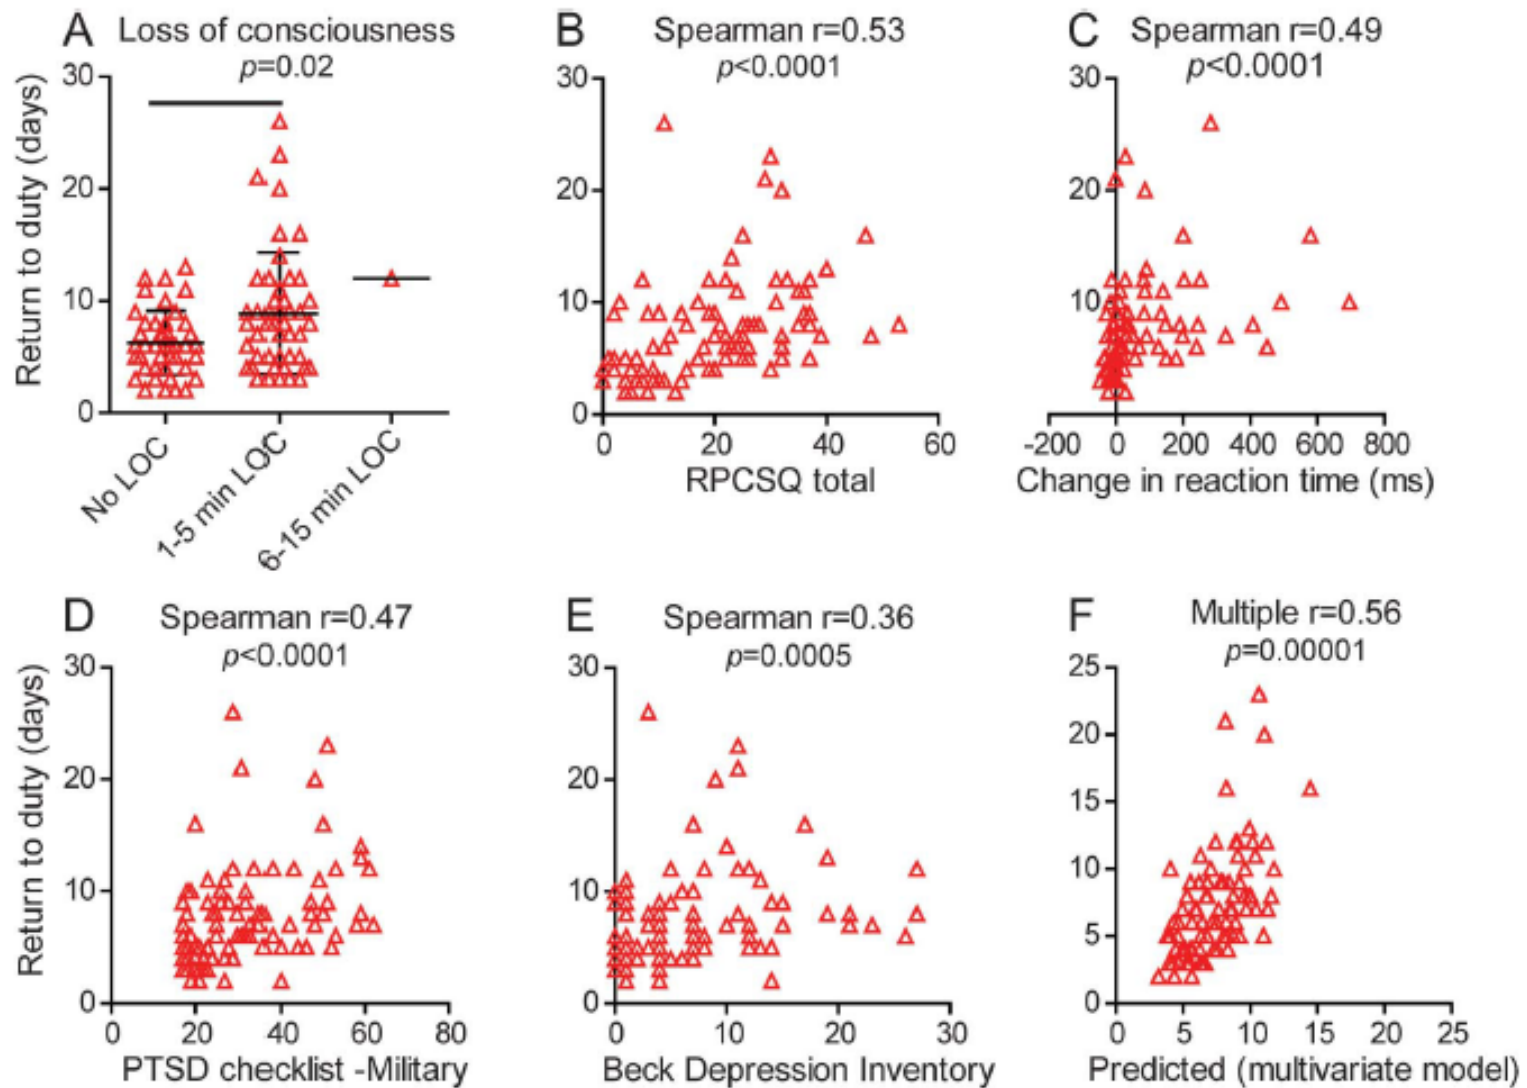 A Loss of consciousness
p=0.02
Return to duty (days)
30
20
10
0
No LOC
1-5 min LOC
6-15 min LOC
B Spearman r=0.53
p<0.0001
30
20
10
0
0 20 40 60
RPCSQ total
C Spearman r=0.49
p<0.0001
30
20
10
-200 0 200 400 600 800
Change in reaction time (ms)
D Spearman r=0.47
p<0.0001
Return to duty (days)
30
20
10
0
0 20 40 60 80
PTSD checklist -Military
E Spearman r=0.36
p=0.0005
30
20
10
0
0 10 20 30
Beck Depression Inventory
F Multiple r=0.56
p=0.00001
25
20
15
10
5
0
0 5 10 15 20 25
Predicted (multivariate model)